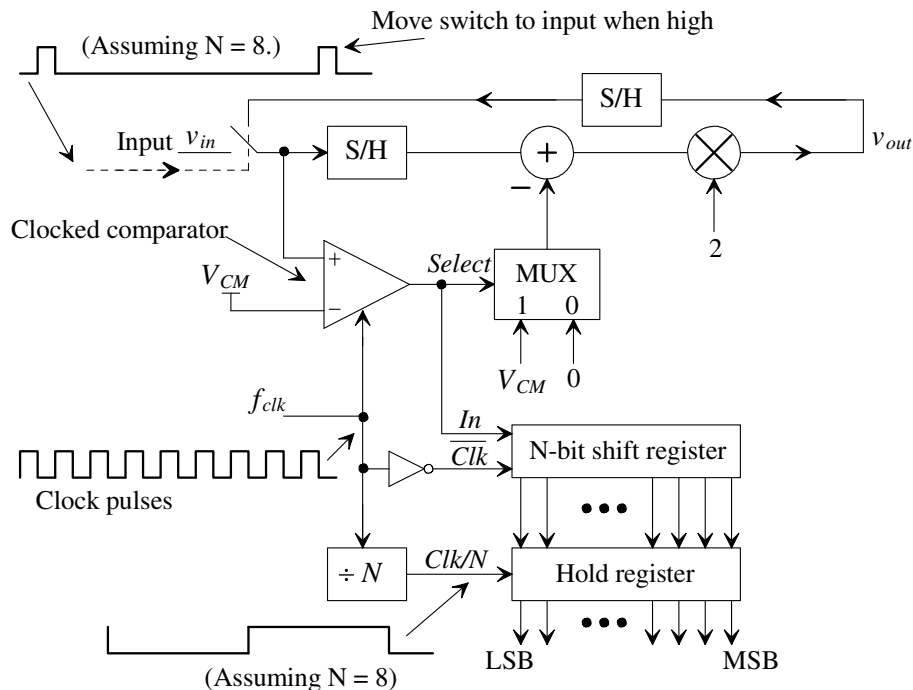 Move switch to input when high
(Assuming N = 8.)
S/H
Input v_in
S/H
+
−
v_out
2
Clocked comparator
V_CM
+
−
Select
MUX
1 0
V_CM 0
f_clk
In
Clk
N-bit shift register
Clock pulses
÷ N
Clk/N
Hold register
LSB
MSB
(Assuming N = 8)